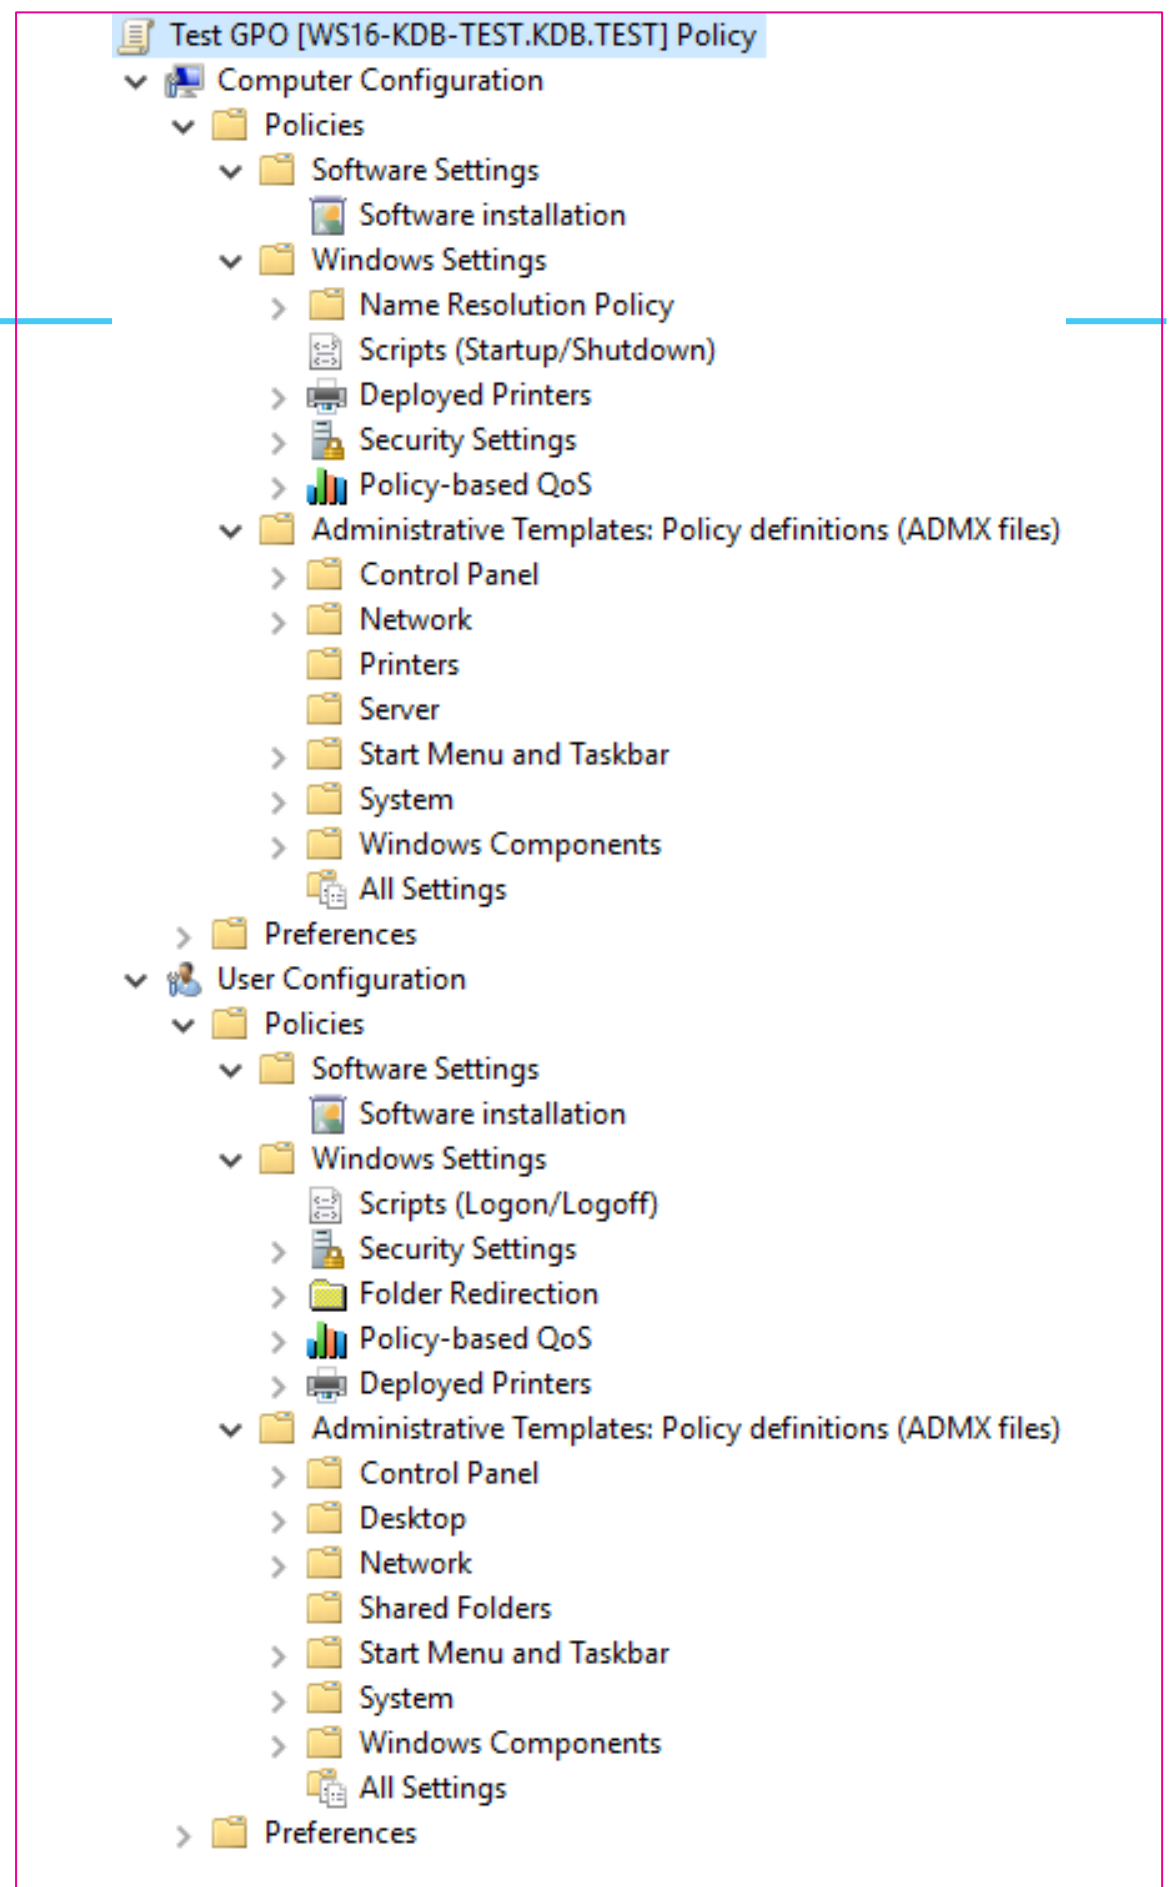 Test GPO [WS16-KDB-TEST.KDB.TEST] Policy
Computer Configuration
Policies
Software Settings
Software installation
Windows Settings
Name Resolution Policy
Scripts (Startup/Shutdown)
Deployed Printers
Security Settings
Policy-based QoS
Administrative Templates: Policy definitions (ADMX files)
Control Panel
Network
Printers
Server
Start Menu and Taskbar
System
Windows Components
All Settings
Preferences
User Configuration
Policies
Software Settings
Software installation
Windows Settings
Scripts (Logon/Logoff)
Security Settings
Folder Redirection
Policy-based QoS
Deployed Printers
Administrative Templates: Policy definitions (ADMX files)
Control Panel
Desktop
Network
Shared Folders
Start Menu and Taskbar
System
Windows Components
All Settings
Preferences